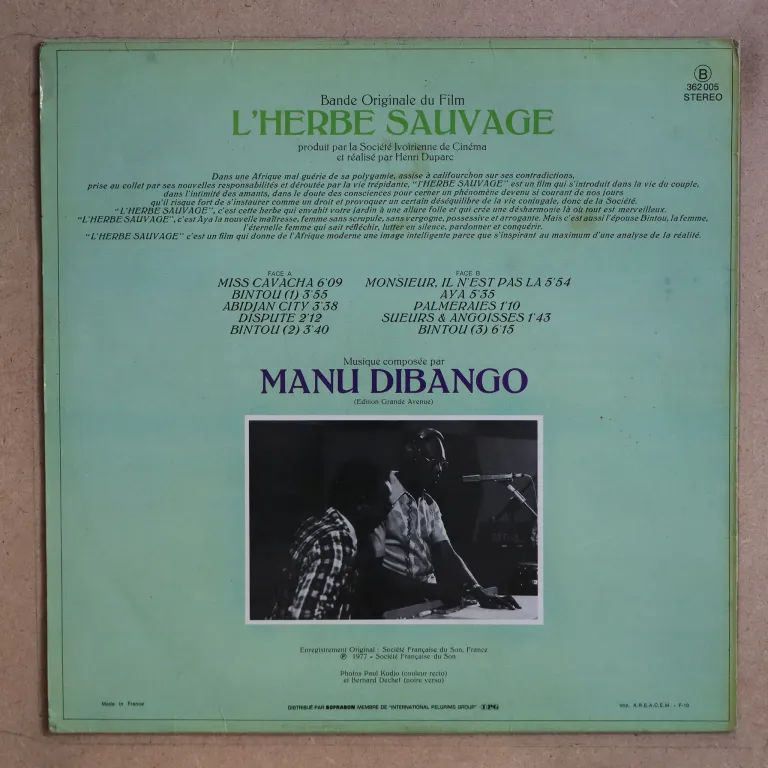 B
362 005
STEREO
Bande Originale du Film
L'HERBE SAUVAGE
produit par la Société Ivoirienne de Cinéma
et réalisé par Henri Duparc
Dans une Afrique mal guérie de sa polygamie, assise à califourchon sur ses contradictions,
prise au collet par ses nouvelles responsabilités et déroutée par la vie trépidante, "l'HERBE SAUVAGE" est un film qui s'introduit dans la vie du couple,
dans l'intimité des amants, dans le doute des consciences pour cerner un phénomène devenu si courant de nos jours
qu'il risque fort de s'instaurer comme un droit et provoquer un certain déséquilibre de la vie conjugale, donc de la Société.
"L'HERBE SAUVAGE", c'est cette herbe qui envahit votre jardin à une allure folle et qui crée une désharmonie là où tout est merveilleux.
"L'HERBE SAUVAGE", c'est Aya la nouvelle maîtresse, femme sans scrupule, sans vergogne, possessive et arrogante. Mais c'est aussi l'épouse Bintou, la femme,
l'éternelle femme qui sait réfléchir, lutter en silence, pardonner et conquérir.
"L'HERBE SAUVAGE" c'est un film qui donne de l'Afrique moderne une image intelligente parce que s'inspirant au maximum d'une analyse de la réalité.
FACE A
MISS CAVACHA 6'09
BINTOU (1) 3'55
ABIDJAN CITY 3'38
DISPUTE 2'12
BINTOU (2) 3'40
FACE B
MONSIEUR, IL N'EST PAS LA 5'54
AYA 5'35
PALMERAIES 1'10
SUEURS & ANGOISSES 1'43
BINTOU (3) 6'15
Musique composée par
MANU DIBANGO
(Edition Grande Avenue)
Enregistrement Original : Société Française du Son, France
℗ 1977 - Société Française du Son
Photos Paul Kodjo (couleur recto)
et Bernard Dechet (noire verso)
Made in France
DISTRIBUÉ PAR SOFRASON MEMBRE DE "INTERNATIONAL PELGRIMS GROUP" IPG
Imp. A.R.E.A.C.E.M. - F-10